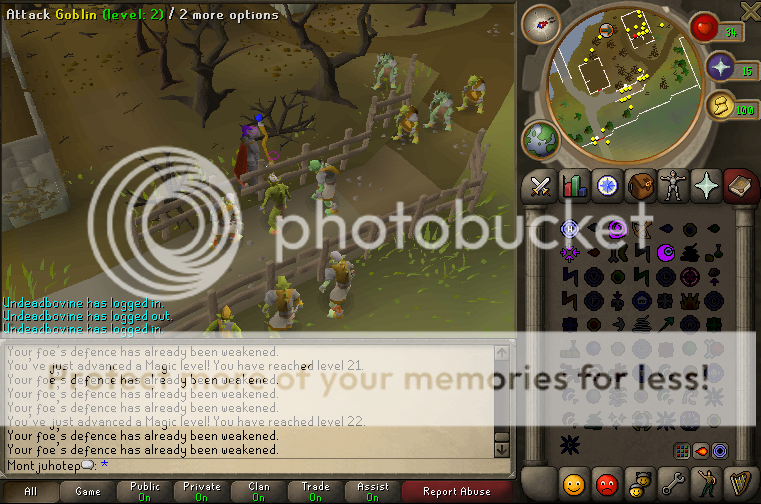 Attack Goblin (level: 2) / 2 more options
34
15
100
photobucket
Undeadbovine has logged in.
Undeadbovine has logged out.
Undeadbovine has logged in.
Your foe's defence has already been weakened.
You've just advanced a Magic level! You have reached level 21.
Your foe's defence has already been weakened.
Your foe's defence has already been weakened.
Your foe's defence has already been weakened.
You've just advanced a Magic level! You have reached level 22.
Your foe's defence has already been weakened.
Your foe's defence has already been weakened.
of your memories for less!
Montjuhotep: *
All
Game
Public
On
Private
On
Clan
On
Trade
On
Assist
On
Report Abuse